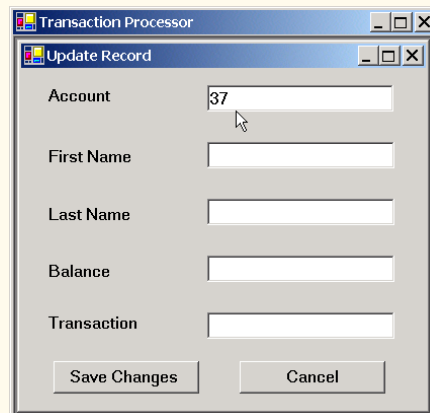 Transaction Processor
Update Record
Account 37
First Name
Last Name
Balance
Transaction
Save Changes Cancel